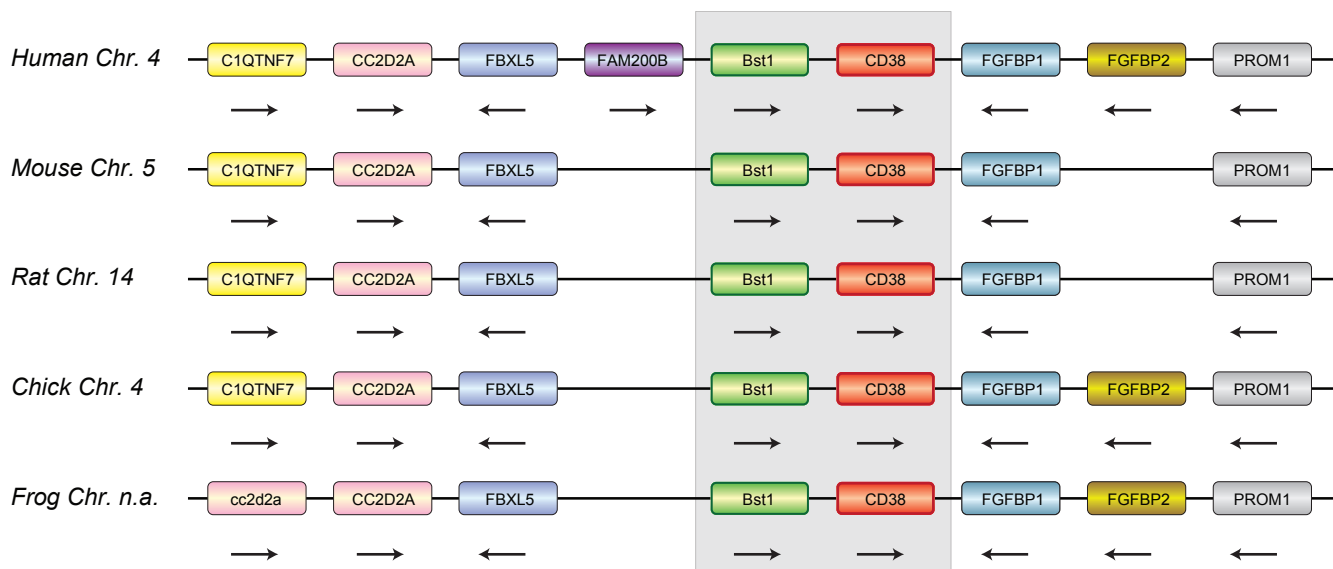 Human Chr. 4 C1QTNF7 CC2D2A FBXL5 FAM200B Bst1 CD38 FGFBP1 FGFBP2 PROM1
Mouse Chr. 5 C1QTNF7 CC2D2A FBXL5 Bst1 CD38 FGFBP1 PROM1
Rat Chr. 14 C1QTNF7 CC2D2A FBXL5 Bst1 CD38 FGFBP1 PROM1
Chick Chr. 4 C1QTNF7 CC2D2A FBXL5 Bst1 CD38 FGFBP1 FGFBP2 PROM1
Frog Chr. n.a. cc2d2a CC2D2A FBXL5 Bst1 CD38 FGFBP1 FGFBP2 PROM1